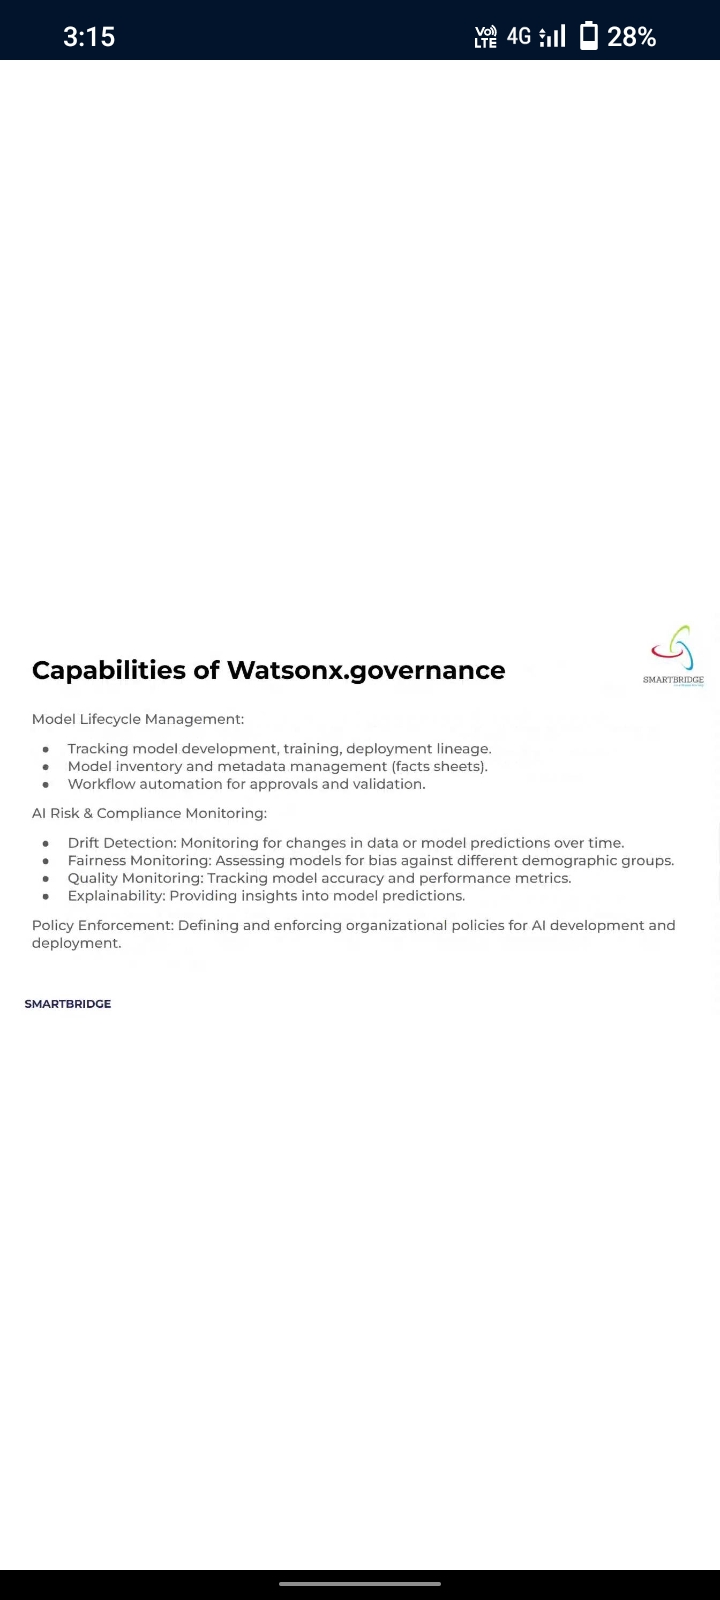 3:15
Vo)) LTE 4G 28%
SMARTBRIDGE
Capabilities of Watsonx.governance
Model Lifecycle Management:
● Tracking model development, training, deployment lineage.
● Model inventory and metadata management (facts sheets).
● Workflow automation for approvals and validation.
AI Risk & Compliance Monitoring:
● Drift Detection: Monitoring for changes in data or model predictions over time.
● Fairness Monitoring: Assessing models for bias against different demographic groups.
● Quality Monitoring: Tracking model accuracy and performance metrics.
● Explainability: Providing insights into model predictions.
Policy Enforcement: Defining and enforcing organizational policies for AI development and
deployment.
SMARTBRIDGE